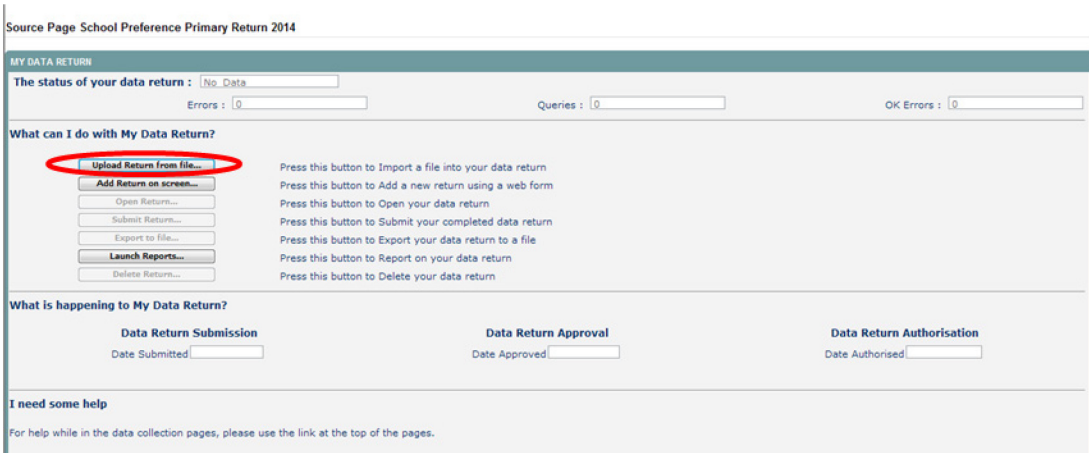 Source Page School Preference Primary Return 2014
MY DATA RETURN
The status of your data return : No_Data
Errors : 0 Queries : 0 OK Errors : 0
What can I do with My Data Return?
Upload Return from file... Press this button to Import a file into your data return
Add Return on screen... Press this button to Add a new return using a web form
Open Return... Press this button to Open your data return
Submit Return... Press this button to Submit your completed data return
Export to file... Press this button to Export your data return to a file
Launch Reports... Press this button to Report on your data return
Delete Return... Press this button to Delete your data return
What is happening to My Data Return?
Data Return Submission Data Return Approval Data Return Authorisation
Date Submitted Date Approved Date Authorised
I need some help
For help while in the data collection pages, please use the link at the top of the pages.